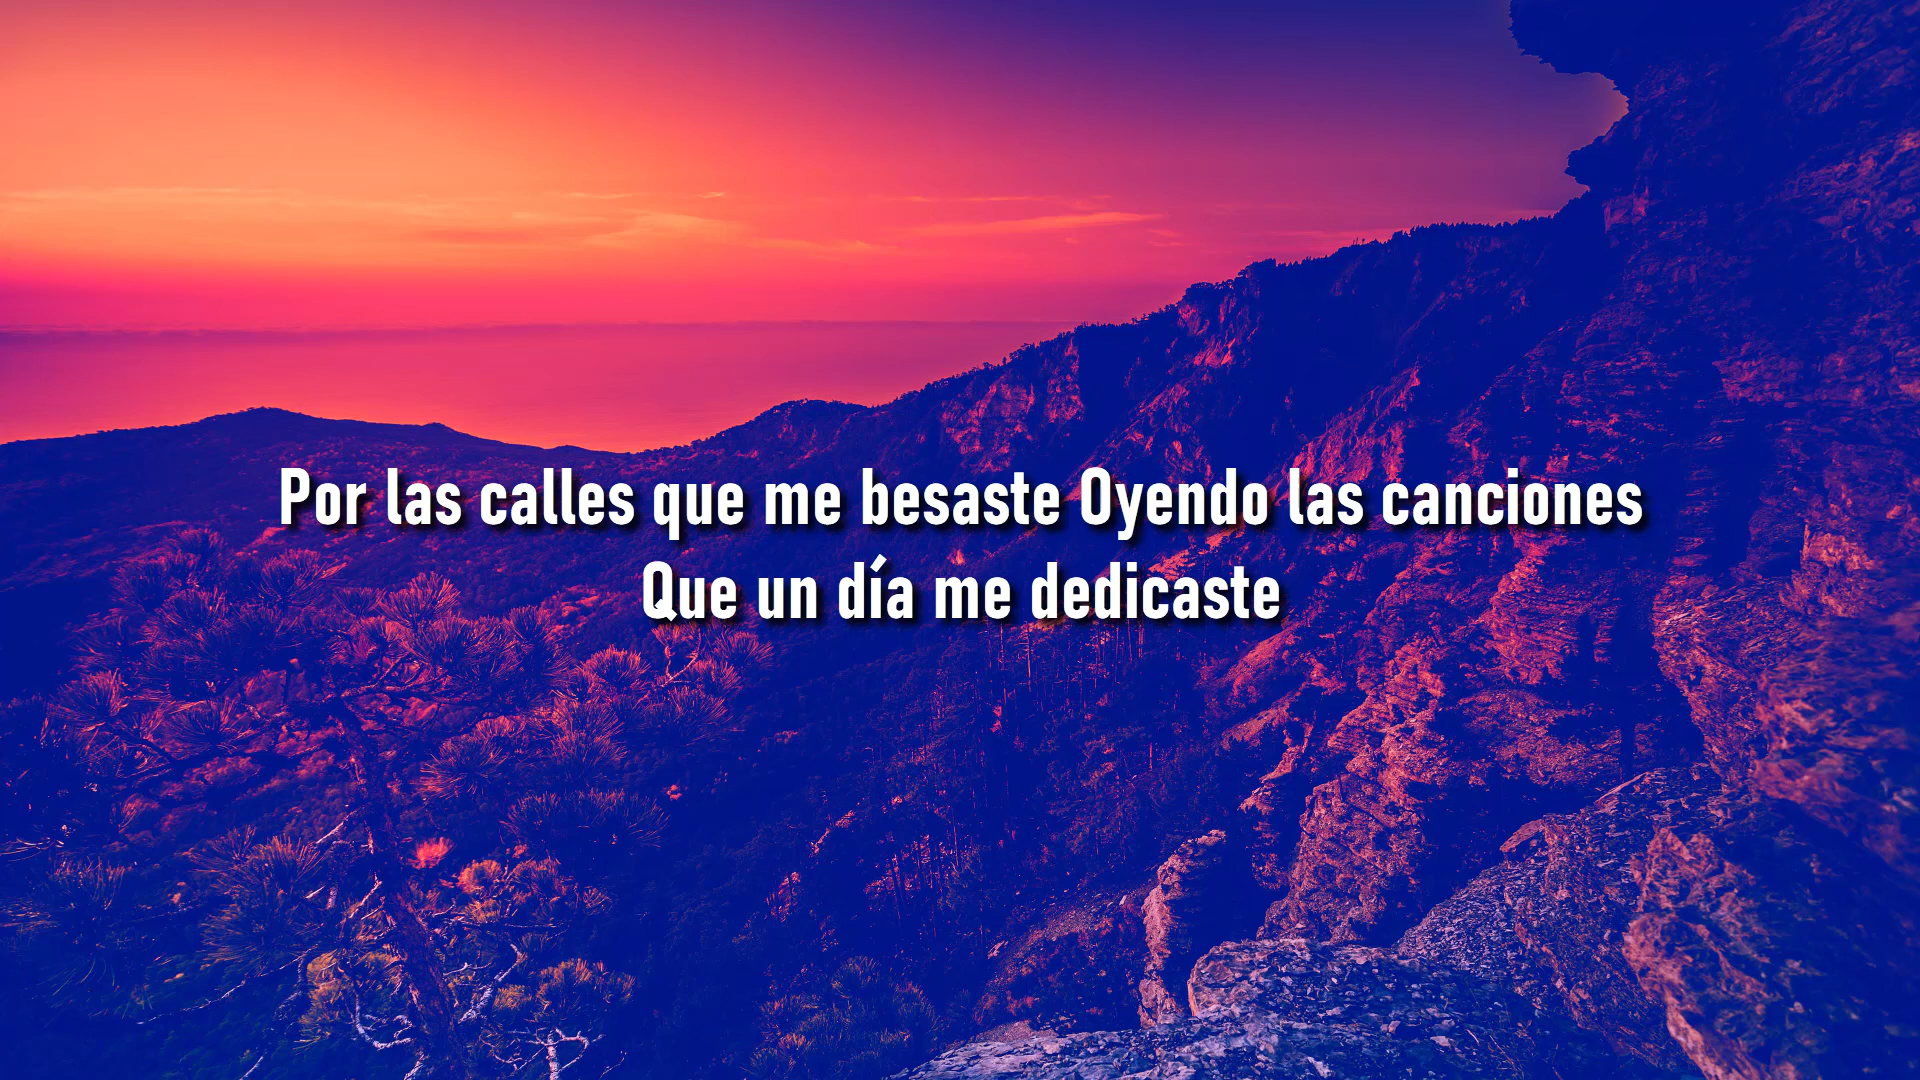 Por las calles que me besaste Oyendo las canciones
Que un día me dedicaste